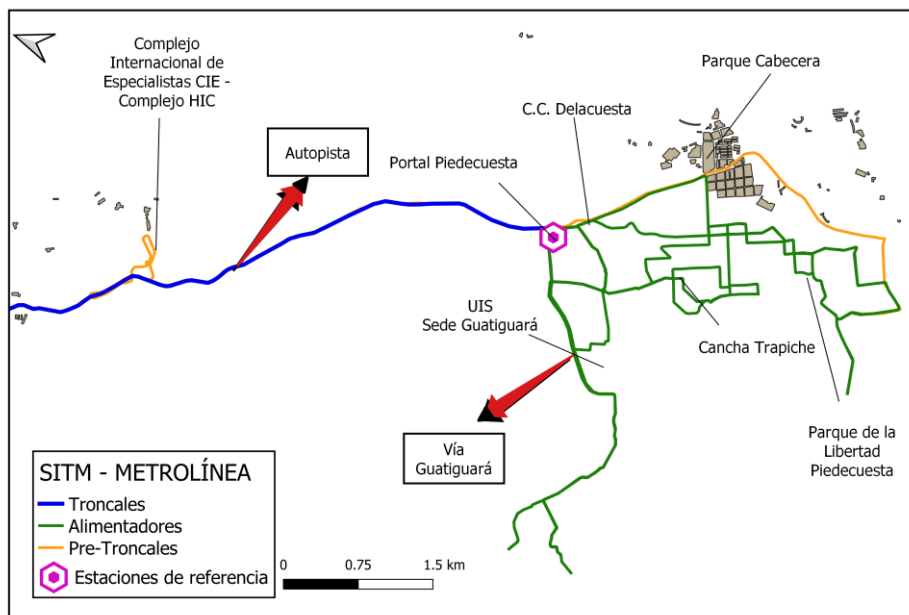 Complejo
Internacional de
Especialistas CIE -
Complejo HIC
Autopista
Parque Cabecera
C.C. Delacuesta
Portal Piedecuesta
UIS
Sede Guatiguará
Cancha Trapiche
Vía
Guatiguará
Parque de la
Libertad
Piedecuesta
SITM - METROLÍNEA
Troncales
Alimentadores
Pre-Troncales
Estaciones de referencia
0 0.75 1.5 km